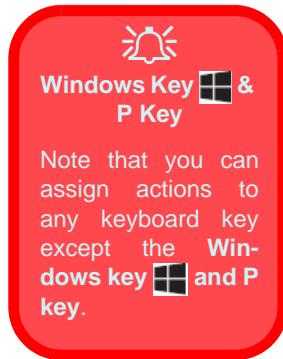 Windows Key &
P Key
Note that you can
assign actions to
any keyboard key
except the Win-
dows key and P
key.